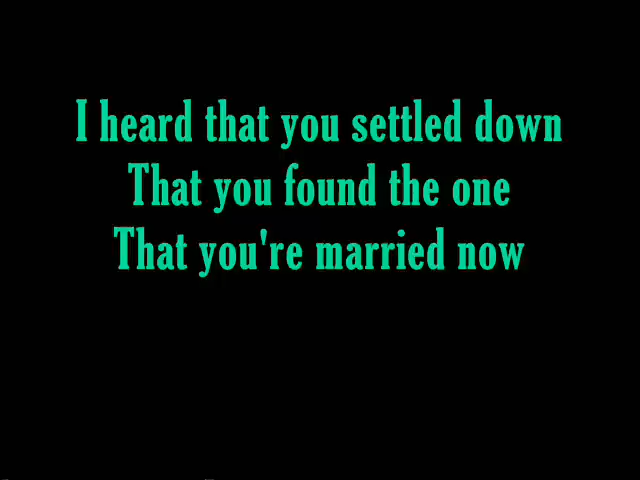 I heard that you settled down
That you found the one
That you're married now